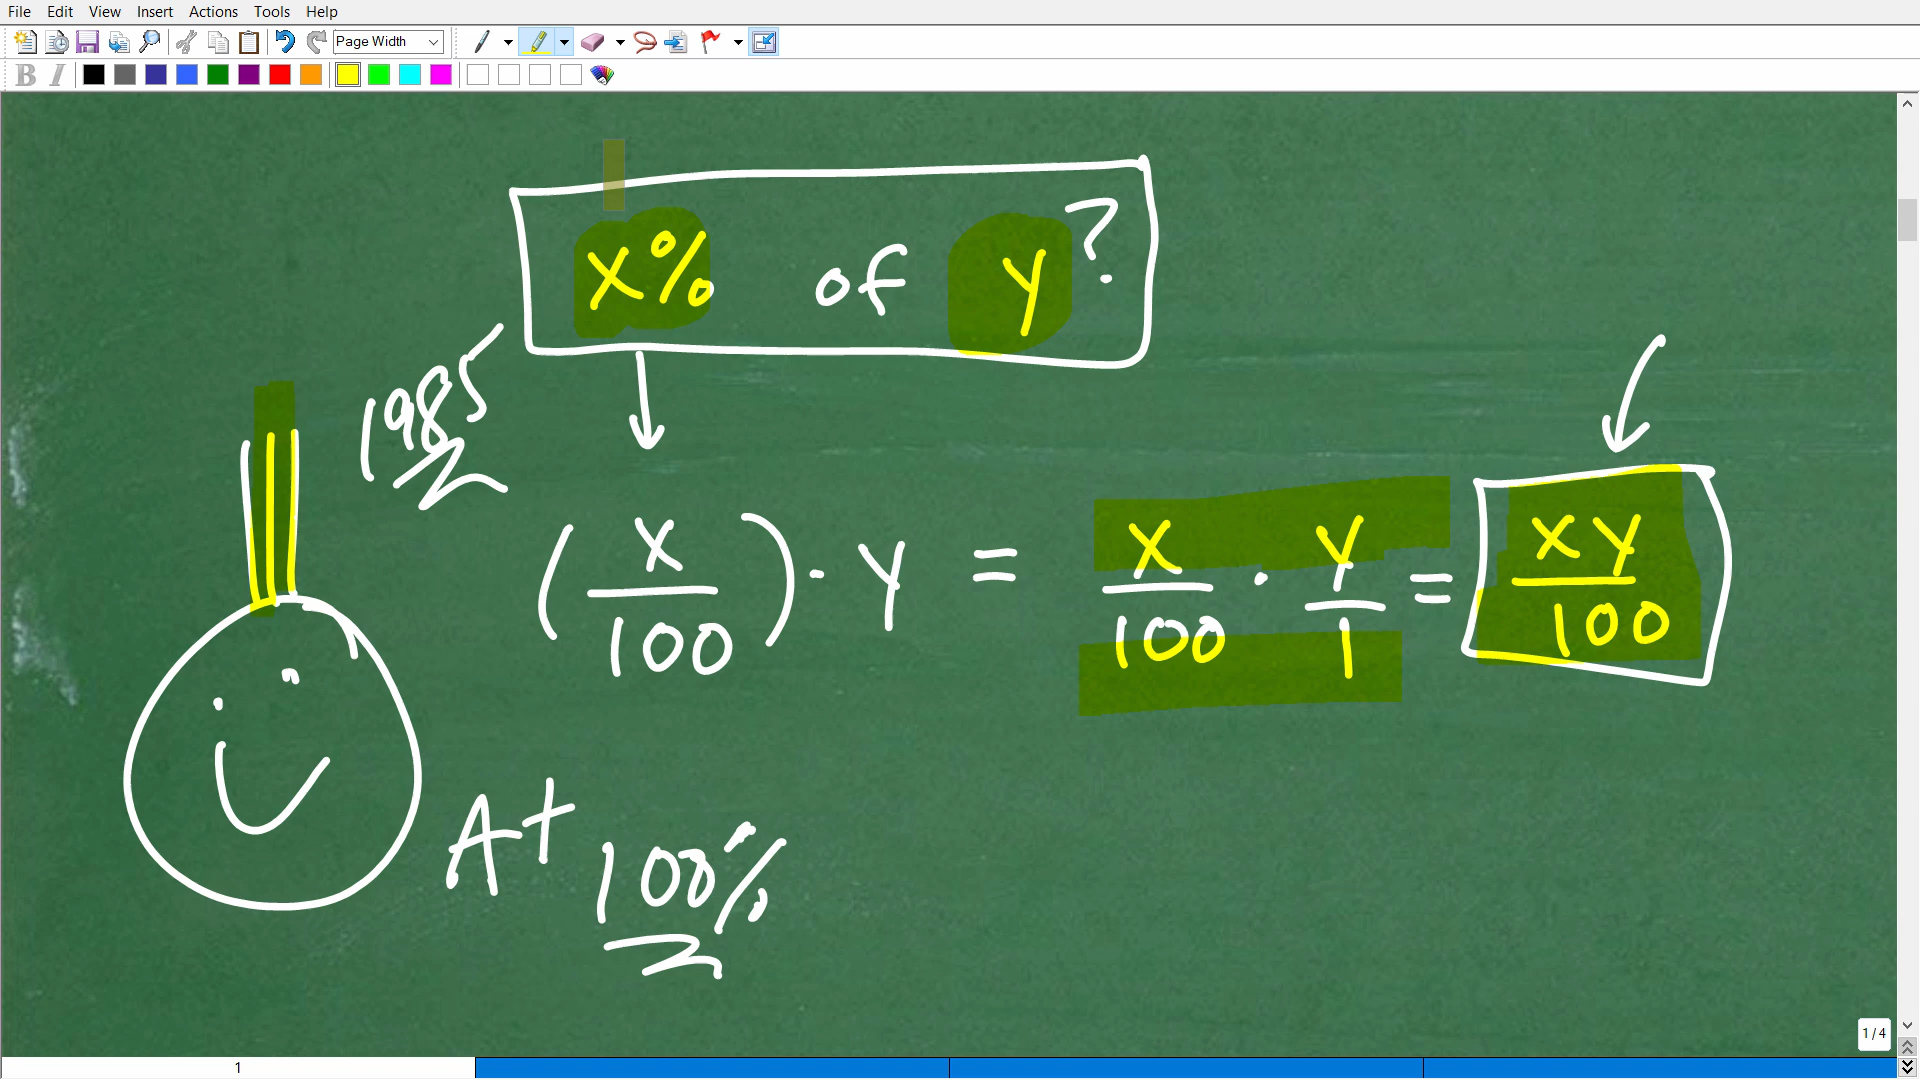 File Edit View Insert Actions Tools Help
Page Width
B I
x% of y?
1985
(x/100) · y = x/100 · y/1 = xy/100
A+ 100%
1/4
1